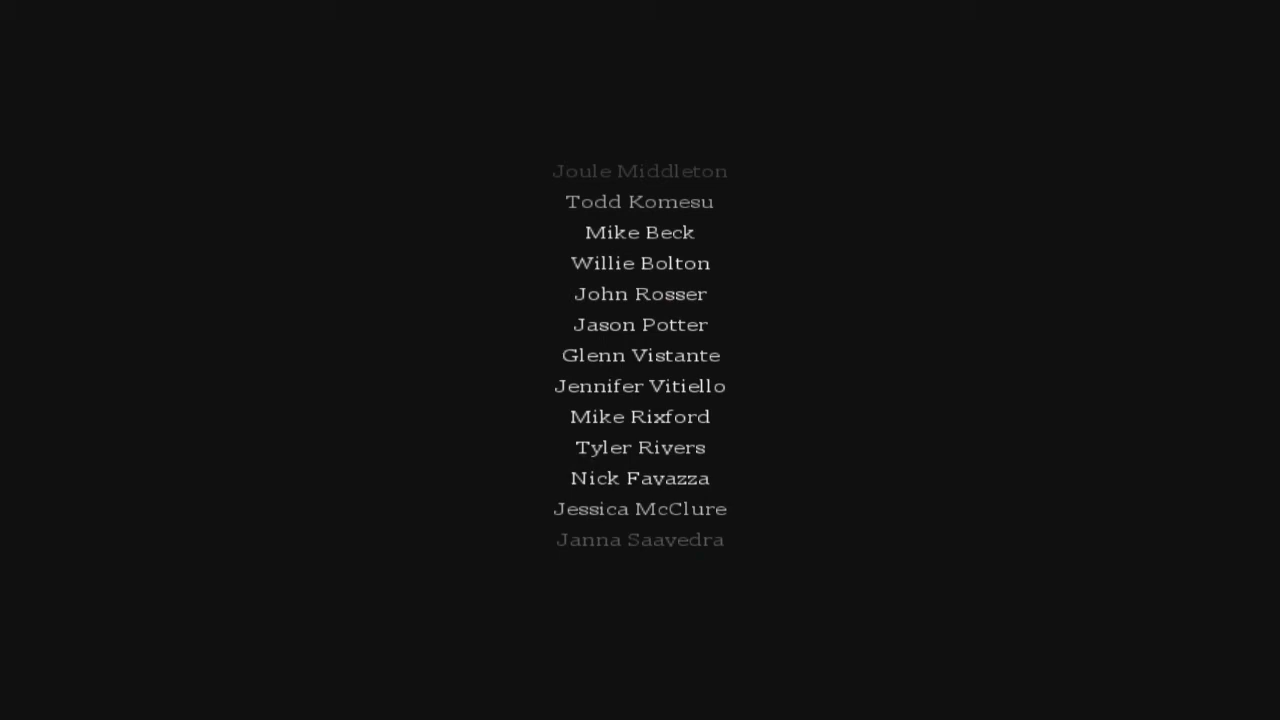 Joule Middleton
Todd Komesu
Mike Beck
Willie Bolton
John Rosser
Jason Potter
Glenn Vistante
Jennifer Vitiello
Mike Rixford
Tyler Rivers
Nick Favazza
Jessica McClure
Janna Saavedra